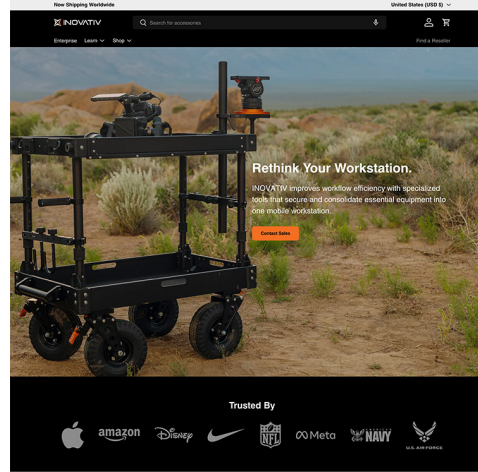 Now Shipping Worldwide
United States (USD $)
INOVATIV
Search for accessories
Enterprise Learn Shop
Find a Reseller
Rethink Your Workstation.
INOVATIV improves workflow efficiency with specialized
tools that secure and consolidate essential equipment into
one mobile workstation.
Contact Sales
Trusted By
amazon
Disney
NFL
Meta
NAVY
U.S. AIR FORCE